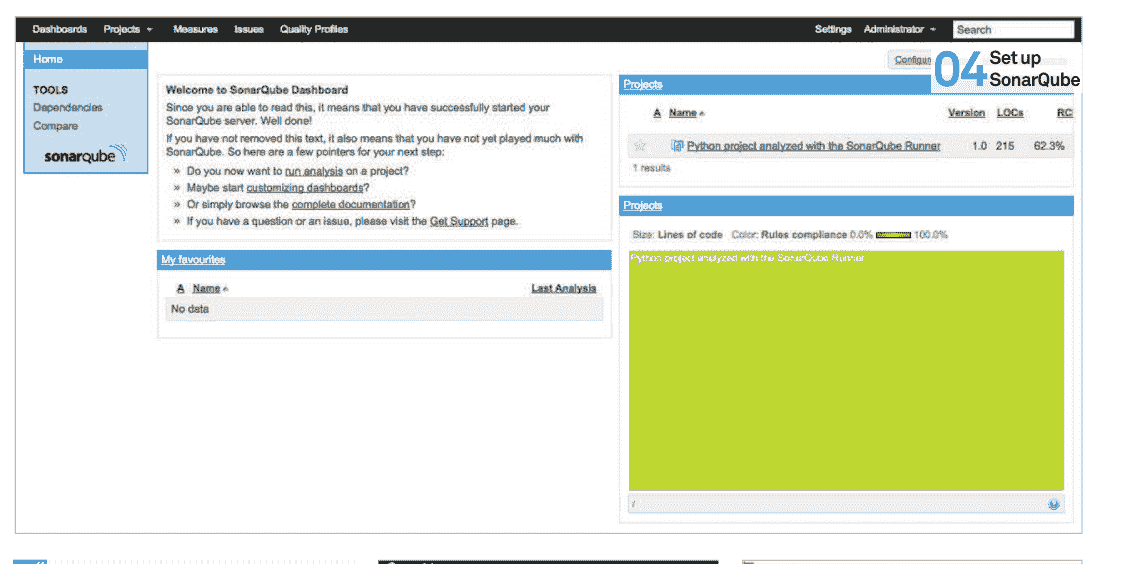 Dashboards Projects Measures Issues Quality Profiles Settings Administrator Search
Home
TOOLS
Dependencies
Compare
sonarqube
04 Set up
SonarQube
Welcome to SonarQube Dashboard
Since you are able to read this, it means that you have successfully started your
SonarQube server. Well done!
If you have not removed this text, it also means that you have not yet played much with
SonarQube. So here are a few pointers for your next step:
» Do you now want to run analysis on a project?
» Maybe start customizing dashboards?
» Or simply browse the complete documentation?
» If you have a question or an issue, please visit the Get Support page.
My favourites
A Name Last Analysis
No data
Projects
A Name Version LOCs RC
Python project analyzed with the SonarQube Runner 1.0 215 62.3%
1 results
Projects
Size: Lines of code Color: Rules compliance 0.0% 100.0%
Python project analyzed with the SonarQube Runner
/